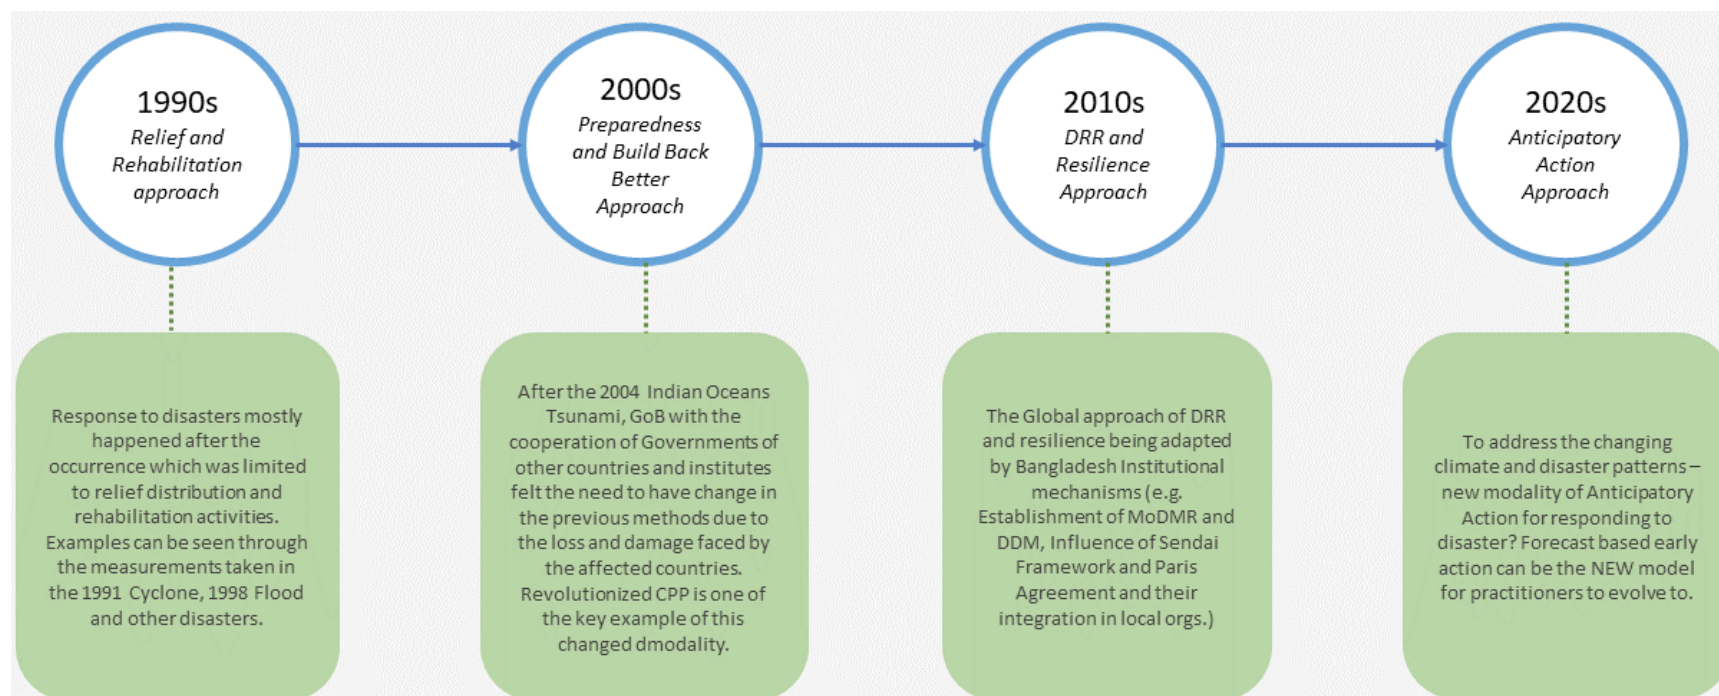 1990s
Relief and
Rehabilitation
approach
2000s
Preparedness
and Build Back
Better
Approach
2010s
DRR and
Resilience
Approach
2020s
Anticipatory
Action
Approach
Response to disasters mostly
happened after the
occurrence which was limited
to relief distribution and
rehabilitation activities.
Examples can be seen through
the measurements taken in
the 1991 Cyclone, 1998 Flood
and other disasters.
After the 2004 Indian Oceans
Tsunami, GoB with the
cooperation of Governments of
other countries and institutes
felt the need to have change in
the previous methods due to
the loss and damage faced by
the affected countries.
Revolutionized CPP is one of
the key example of this
changed dmodality.
The Global approach of DRR
and resilience being adapted
by Bangladesh Institutional
mechanisms (e.g.
Establishment of MoDMR and
DDM, Influence of Sendai
Framework and Paris
Agreement and their
integration in local orgs.)
To address the changing
climate and disaster patterns –
new modality of Anticipatory
Action for responding to
disaster? Forecast based early
action can be the NEW model
for practitioners to evolve to.